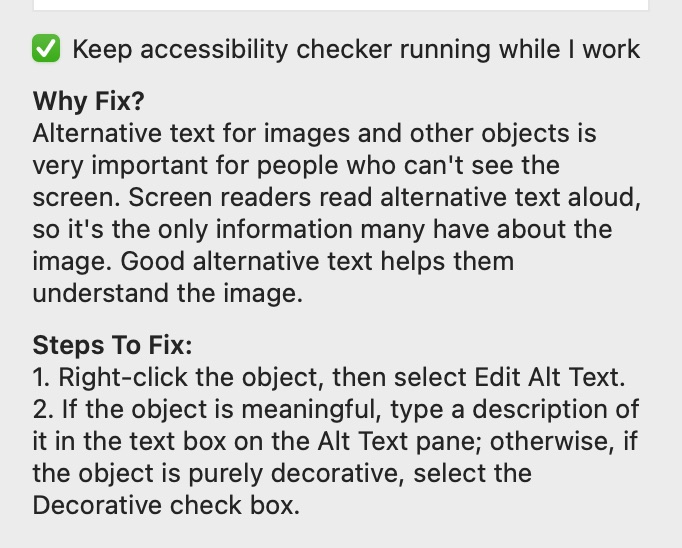 Keep accessibility checker running while I work
Why Fix?
Alternative text for images and other objects is
very important for people who can't see the
screen. Screen readers read alternative text aloud,
so it's the only information many have about the
image. Good alternative text helps them
understand the image.
Steps To Fix:
1. Right-click the object, then select Edit Alt Text.
2. If the object is meaningful, type a description of
it in the text box on the Alt Text pane; otherwise, if
the object is purely decorative, select the
Decorative check box.